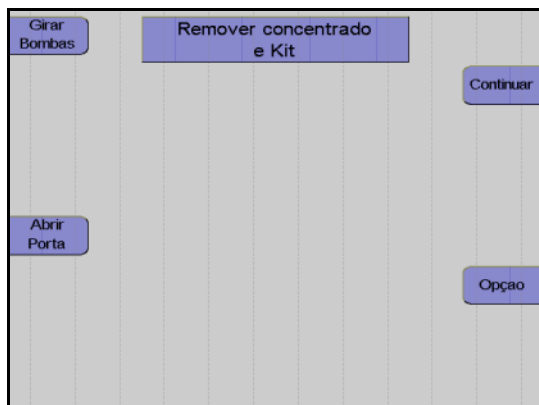 Girar
Bombas
Remover concentrado
e Kit
Continuar
Abrir
Porta
Opçao